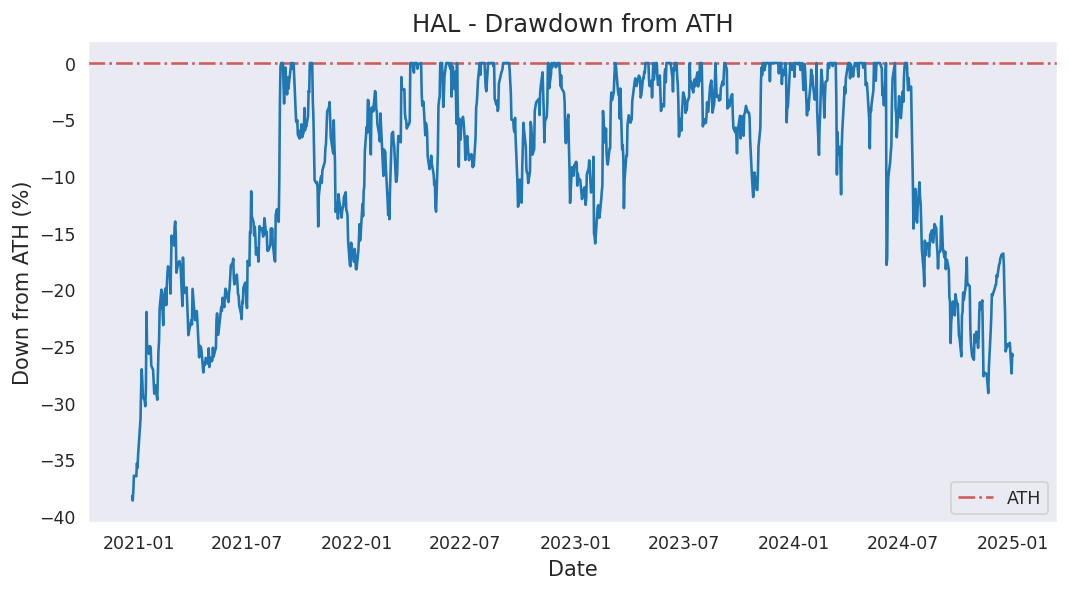 HAL - Drawdown from ATH
Down from ATH (%)
0
−5
−10
−15
−20
−25
−30
−35
−40
ATH
2021-01 2021-07 2022-01 2022-07 2023-01 2023-07 2024-01 2024-07 2025-01
Date